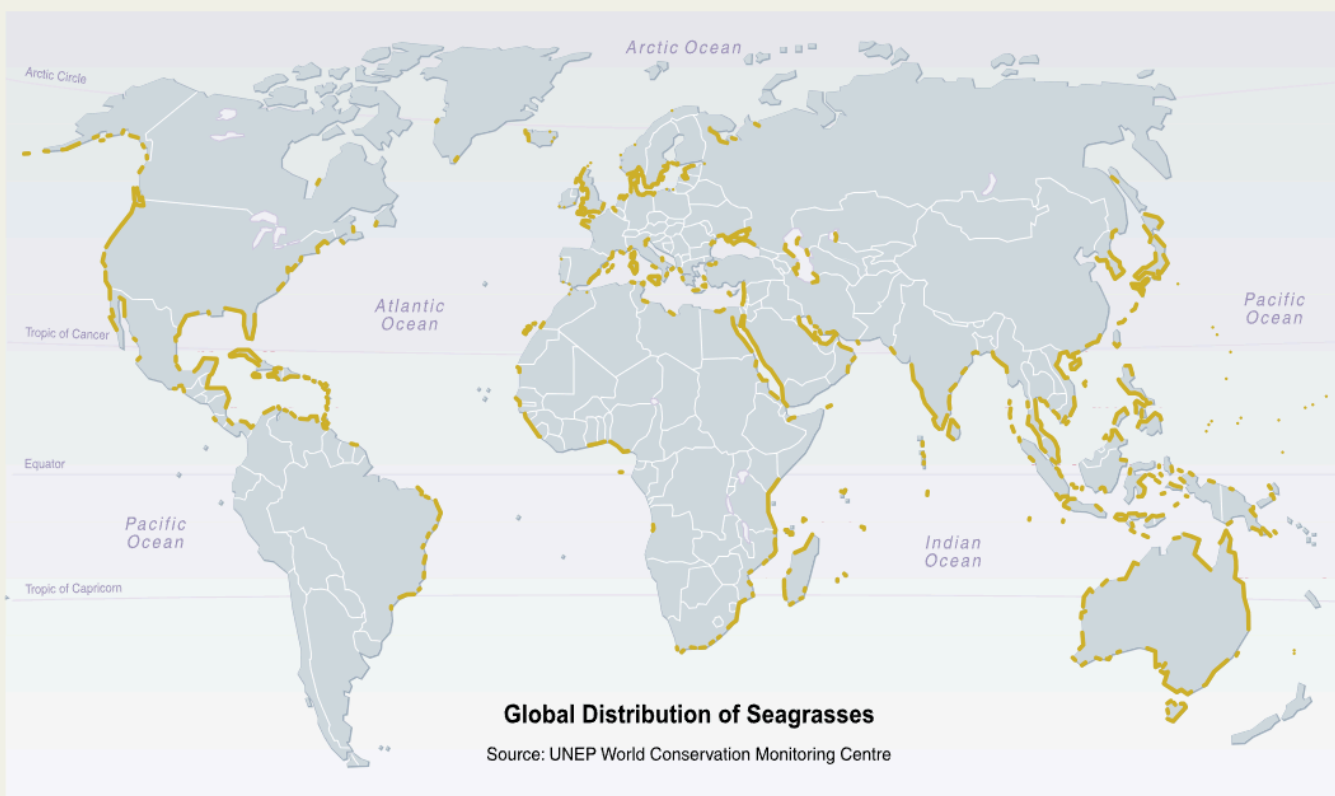 Arctic Ocean
Arctic Circle
Atlantic
Ocean
Pacific
Ocean
Tropic of Cancer
Equator
Pacific
Ocean
Indian
Ocean
Tropic of Capricorn
Global Distribution of Seagrasses
Source: UNEP World Conservation Monitoring Centre